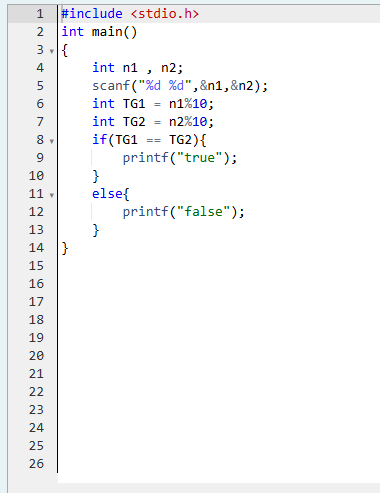 1 #include <stdio.h>
2 int main()
3 {
4     int n1 , n2;
5     scanf("%d %d",&n1,&n2);
6     int TG1 = n1%10;
7     int TG2 = n2%10;
8     if(TG1 == TG2){
9         printf("true");
10     }
11     else{
12         printf("false");
13     }
14 }
15
16
17
18
19
20
21
22
23
24
25
26